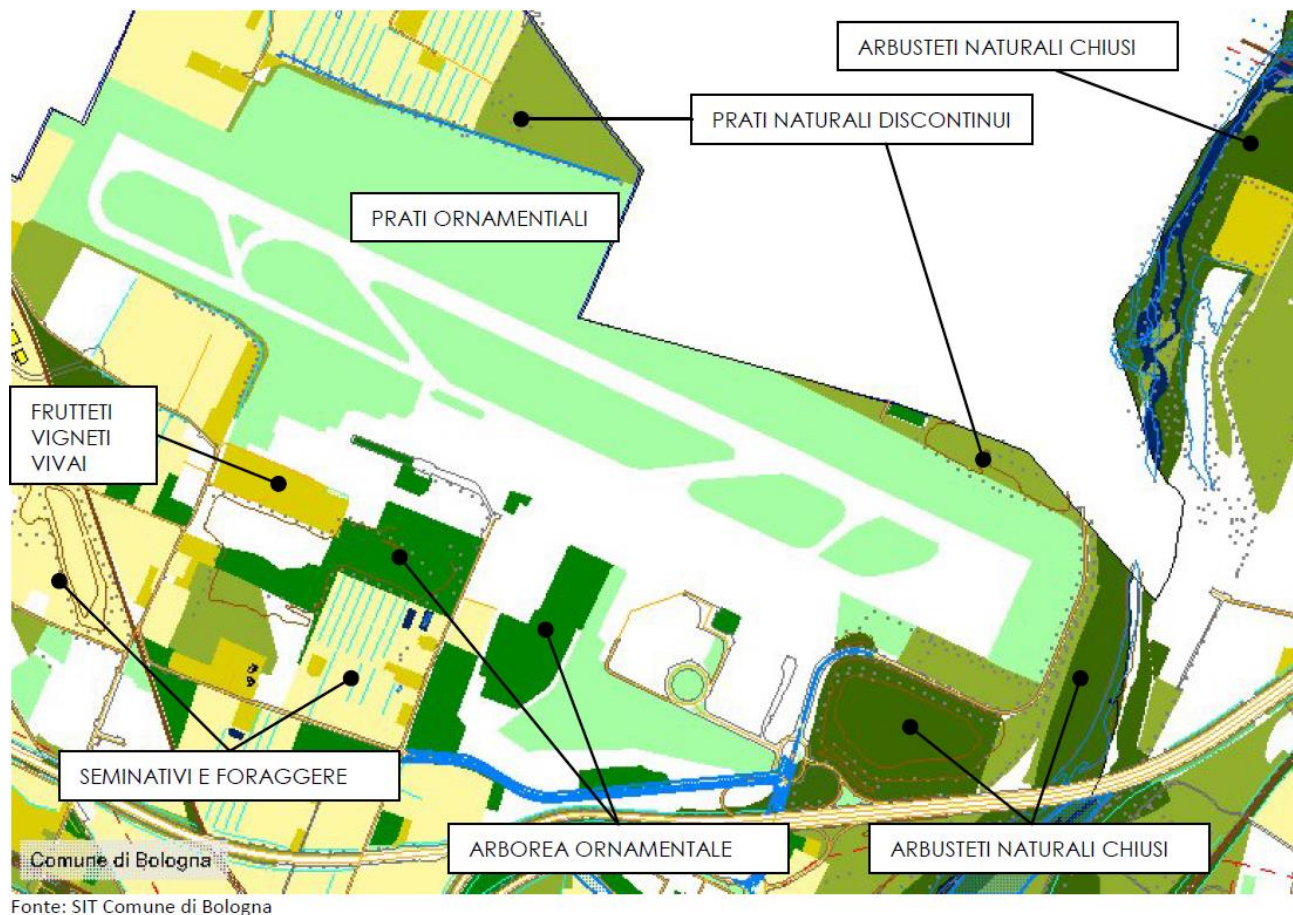 ARBUSTETI NATURALI CHIUSI
PRATI NATURALI DISCONTINUI
PRATI ORNAMENTIALI
FRUTTETI
VIGNETI
VIVAI
SEMINATIVI E FORAGGERE
ARBOREA ORNAMENTALE
ARBUSTETI NATURALI CHIUSI
Comune di Bologna
Fonte: SIT Comune di Bologna